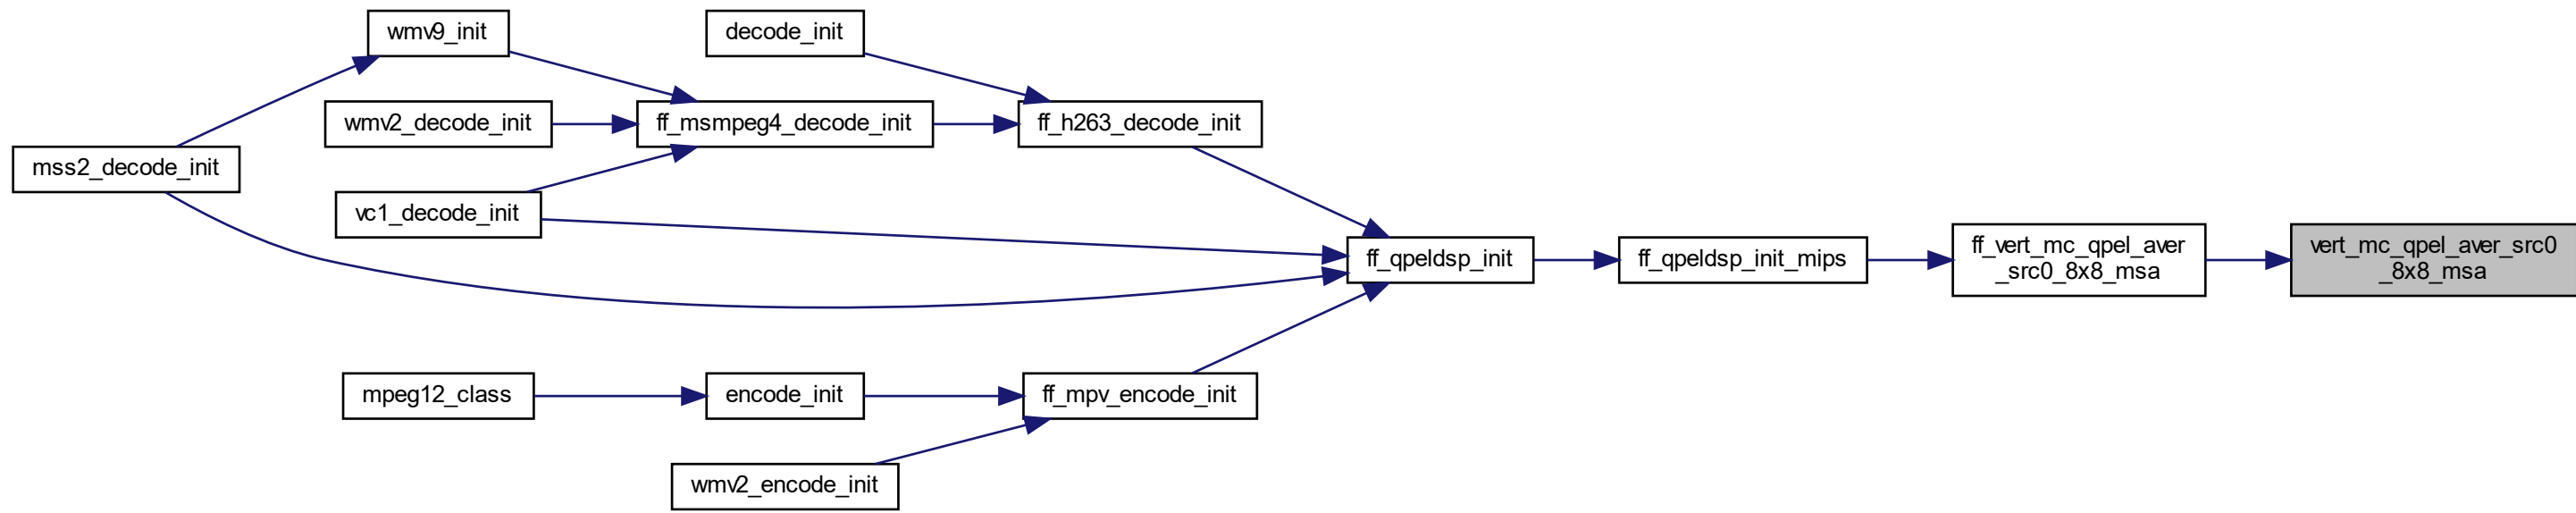 wmv9_init
decode_init
wmv2_decode_init
ff_msmpeg4_decode_init
ff_h263_decode_init
mss2_decode_init
vc1_decode_init
ff_qpeldsp_init
ff_qpeldsp_init_mips
ff_vert_mc_qpel_aver
_src0_8x8_msa
vert_mc_qpel_aver_src0
_8x8_msa
mpeg12_class
encode_init
ff_mpv_encode_init
wmv2_encode_init